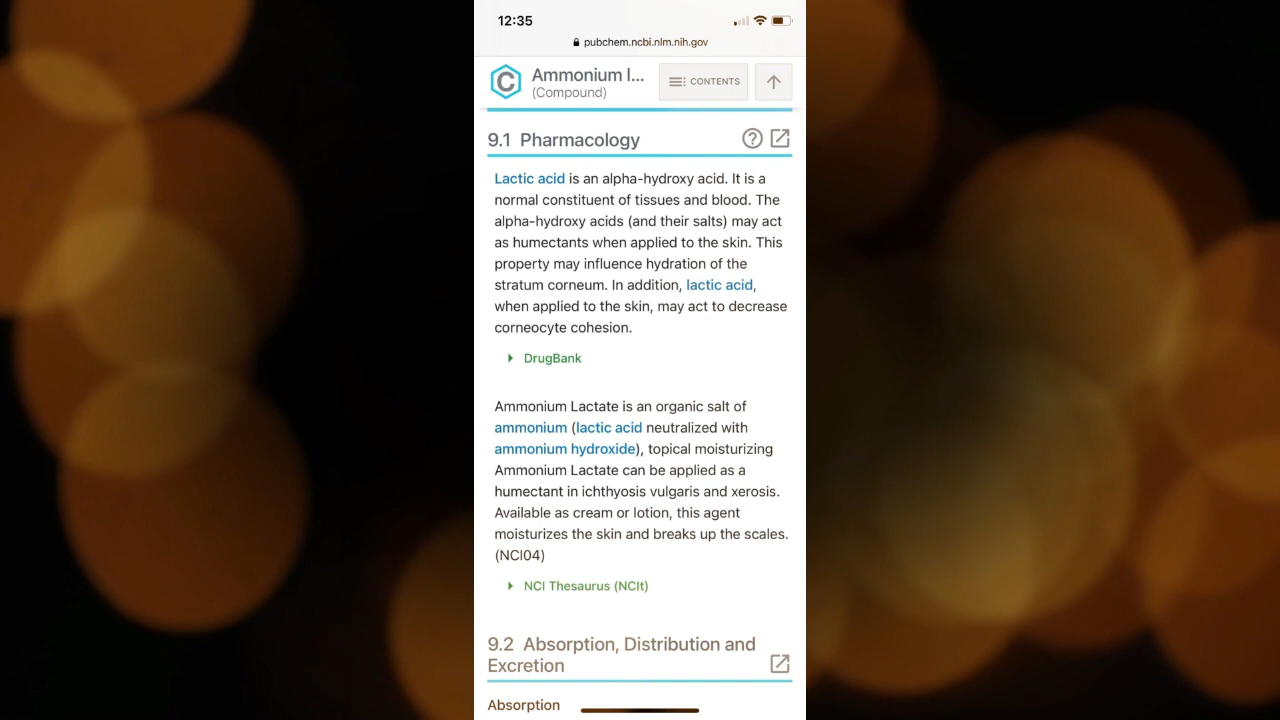 12:35
pubchem.ncbi.nlm.nih.gov
C
Ammonium l...
(Compound)
CONTENTS
9.1 Pharmacology
Lactic acid is an alpha-hydroxy acid. It is a
normal constituent of tissues and blood. The
alpha-hydroxy acids (and their salts) may act
as humectants when applied to the skin. This
property may influence hydration of the
stratum corneum. In addition, lactic acid,
when applied to the skin, may act to decrease
corneocyte cohesion.
DrugBank
Ammonium Lactate is an organic salt of
ammonium (lactic acid neutralized with
ammonium hydroxide), topical moisturizing
Ammonium Lactate can be applied as a
humectant in ichthyosis vulgaris and xerosis.
Available as cream or lotion, this agent
moisturizes the skin and breaks up the scales.
(NCI04)
NCI Thesaurus (NCIt)
9.2 Absorption, Distribution and
Excretion
Absorption